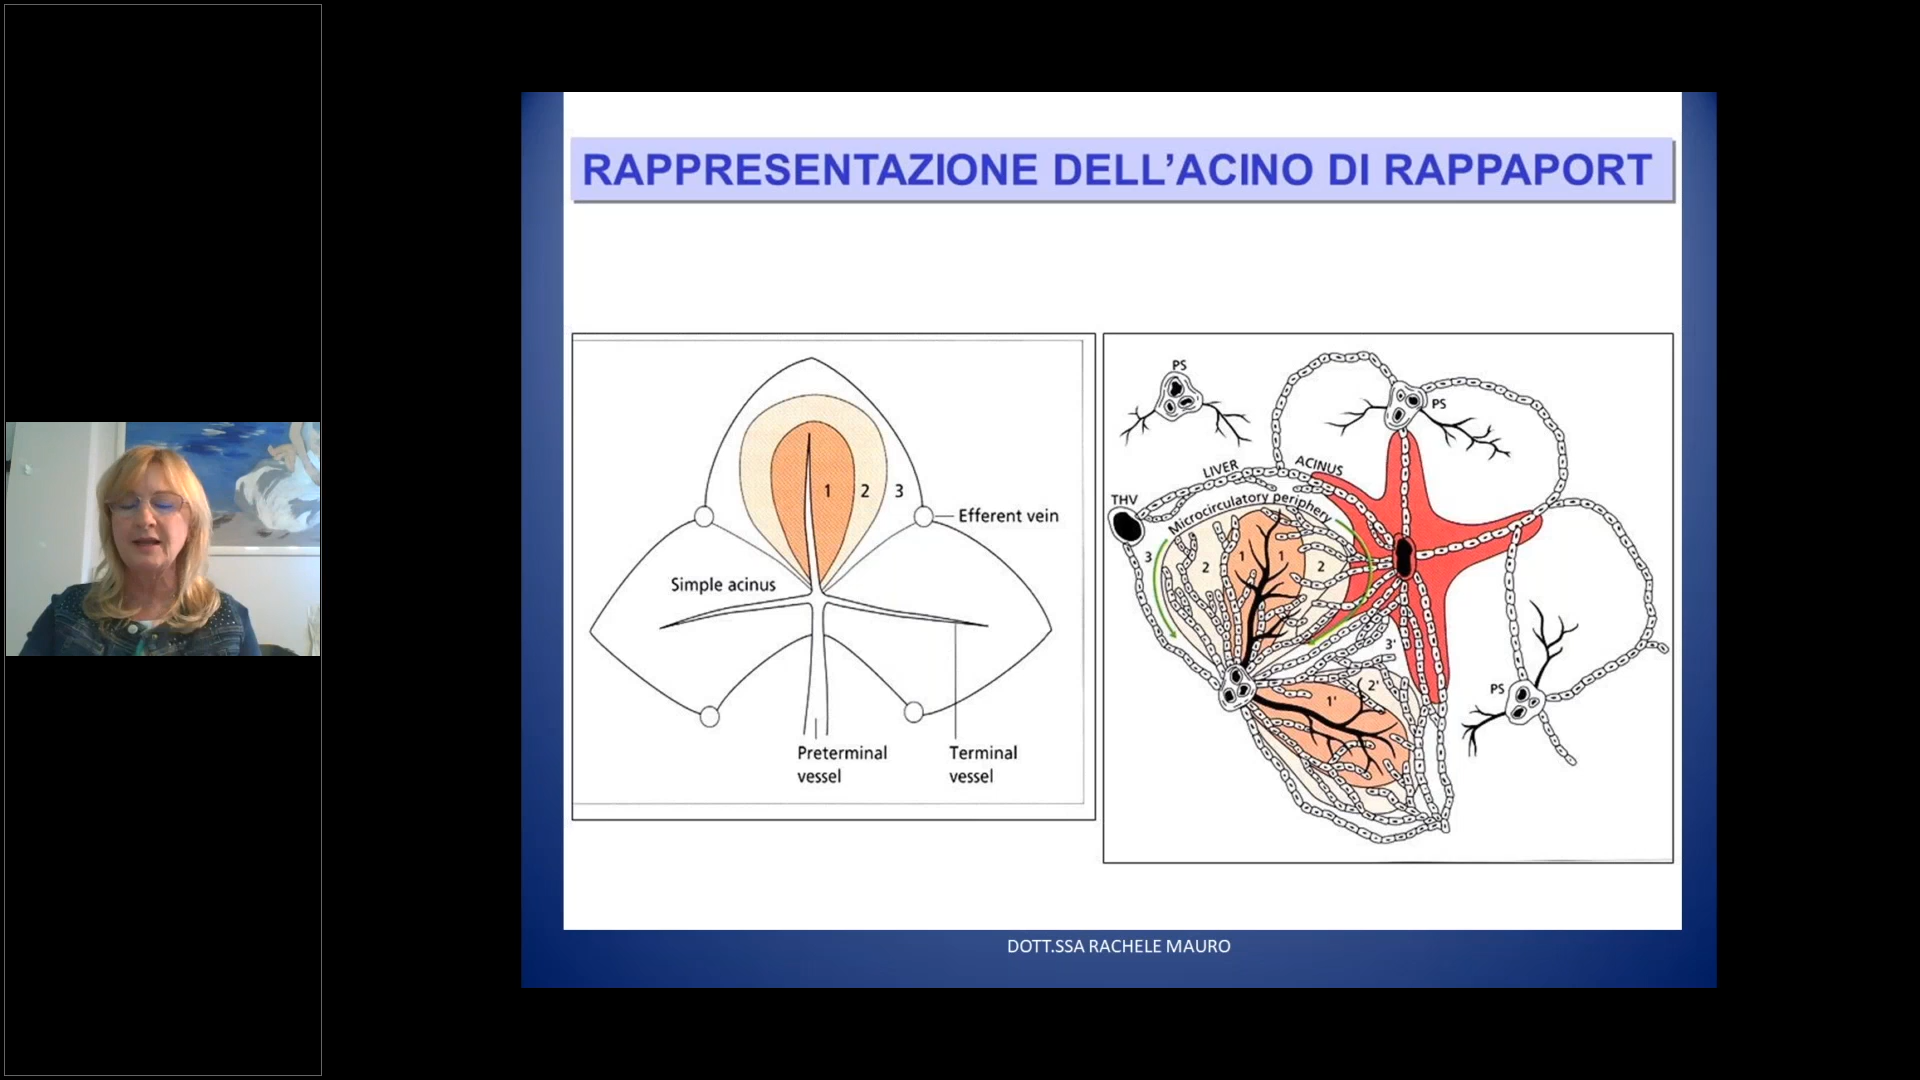 RAPPRESENTAZIONE DELL'ACINO DI RAPPAPORT
1 2 3
Efferent vein
Simple acinus
Preterminal
vessel
Terminal
vessel
PS
PS
LIVER ACINUS
THV
Microcirculatory periphery
3
2
1
1
2
3'
2'
1'
PS
DOTT.SSA RACHELE MAURO